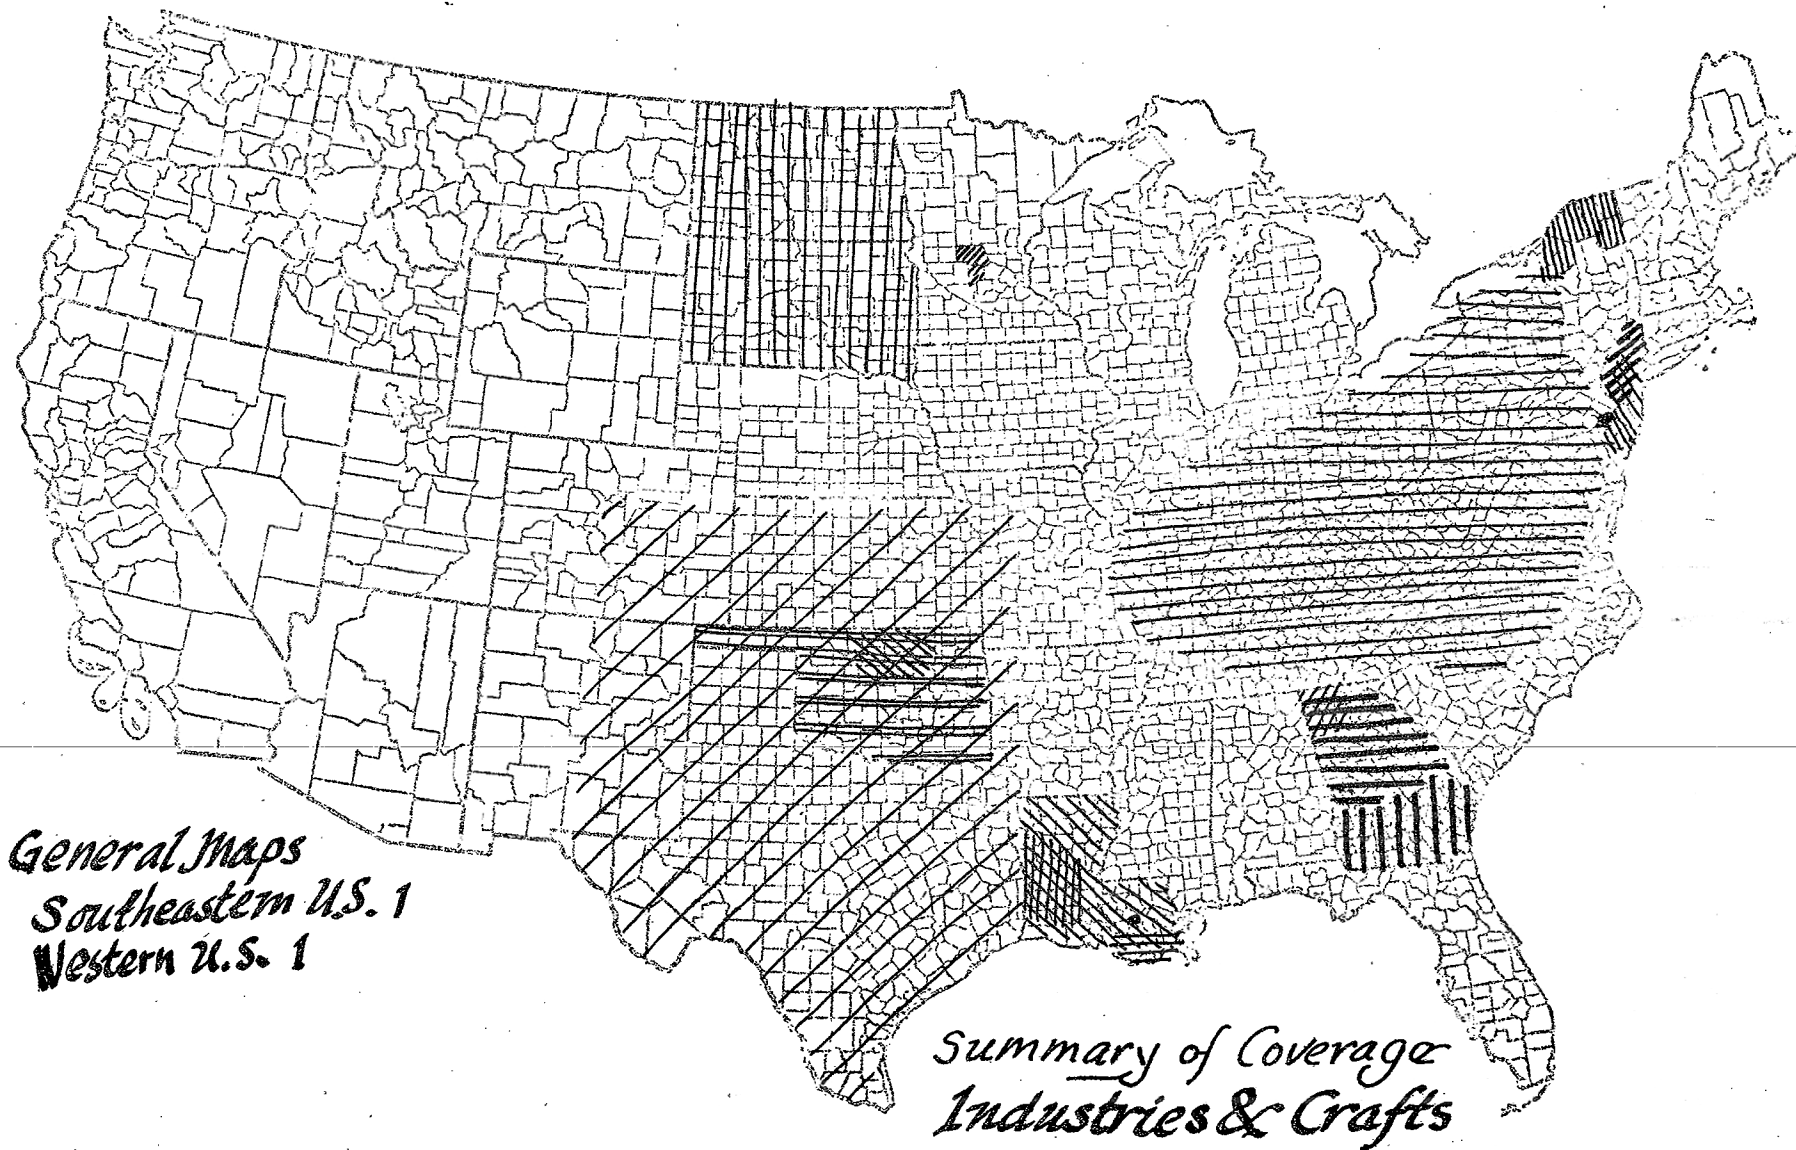 General Maps
Southeastern U.S. 1
Western U.S. 1
Summary of Coverage
Industries & Crafts